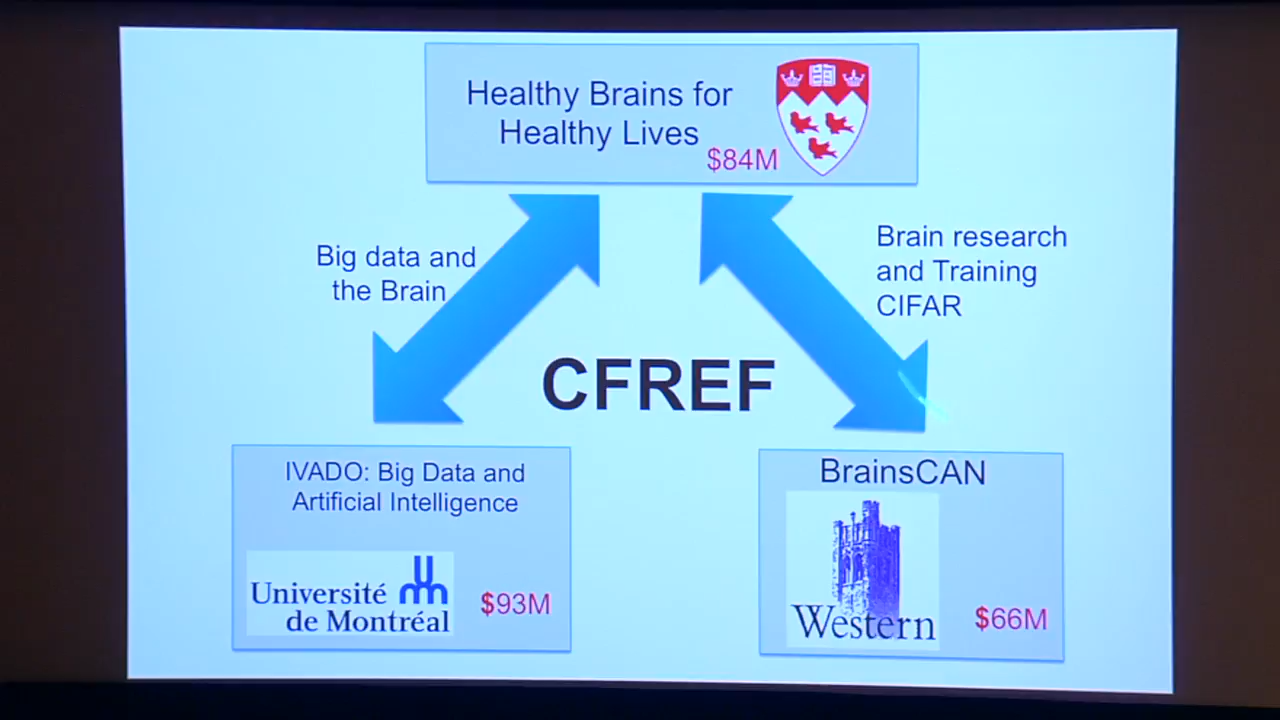 Healthy Brains for
Healthy Lives
$84M
Big data and
the Brain
Brain research
and Training
CIFAR
CFREF
IVADO: Big Data and
Artificial Intelligence
Université
de Montréal
$93M
BrainsCAN
Western
$66M